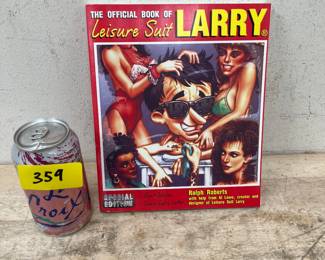 THE OFFICIAL BOOK OF
Leisure Suit LARRY®
359
La
Croix
SPECIAL
EDITION
Ralph Roberts
with help from Al Lowe, creator and
designer of Leisure Suit Larry